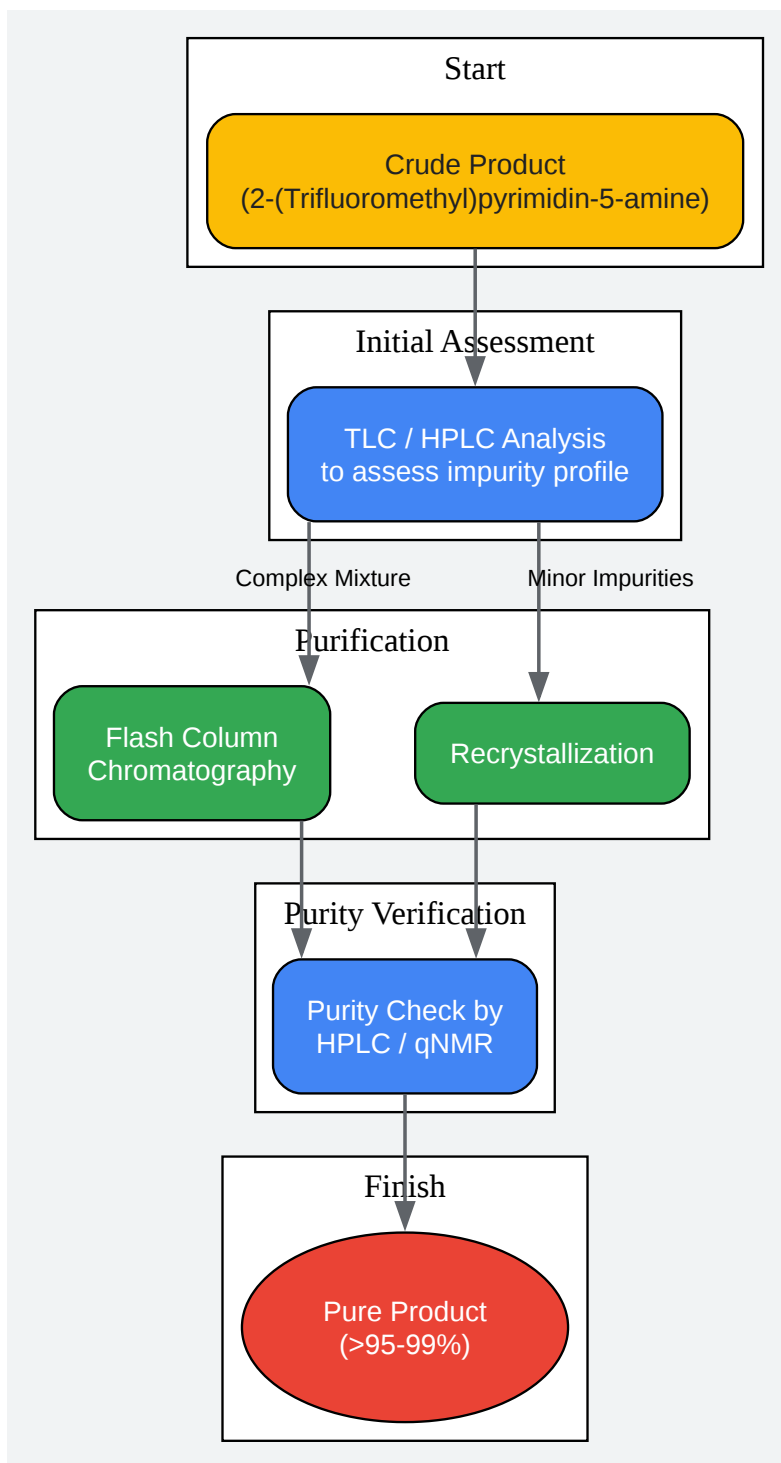 Start
Crude Product
(2-(Trifluoromethyl)pyrimidin-5-amine)
Initial Assessment
TLC / HPLC Analysis
to assess impurity profile
Complex Mixture
Minor Impurities
Purification
Flash Column
Chromatography
Recrystallization
Purity Verification
Purity Check by
HPLC / qNMR
Finish
Pure Product
(>95-99%)